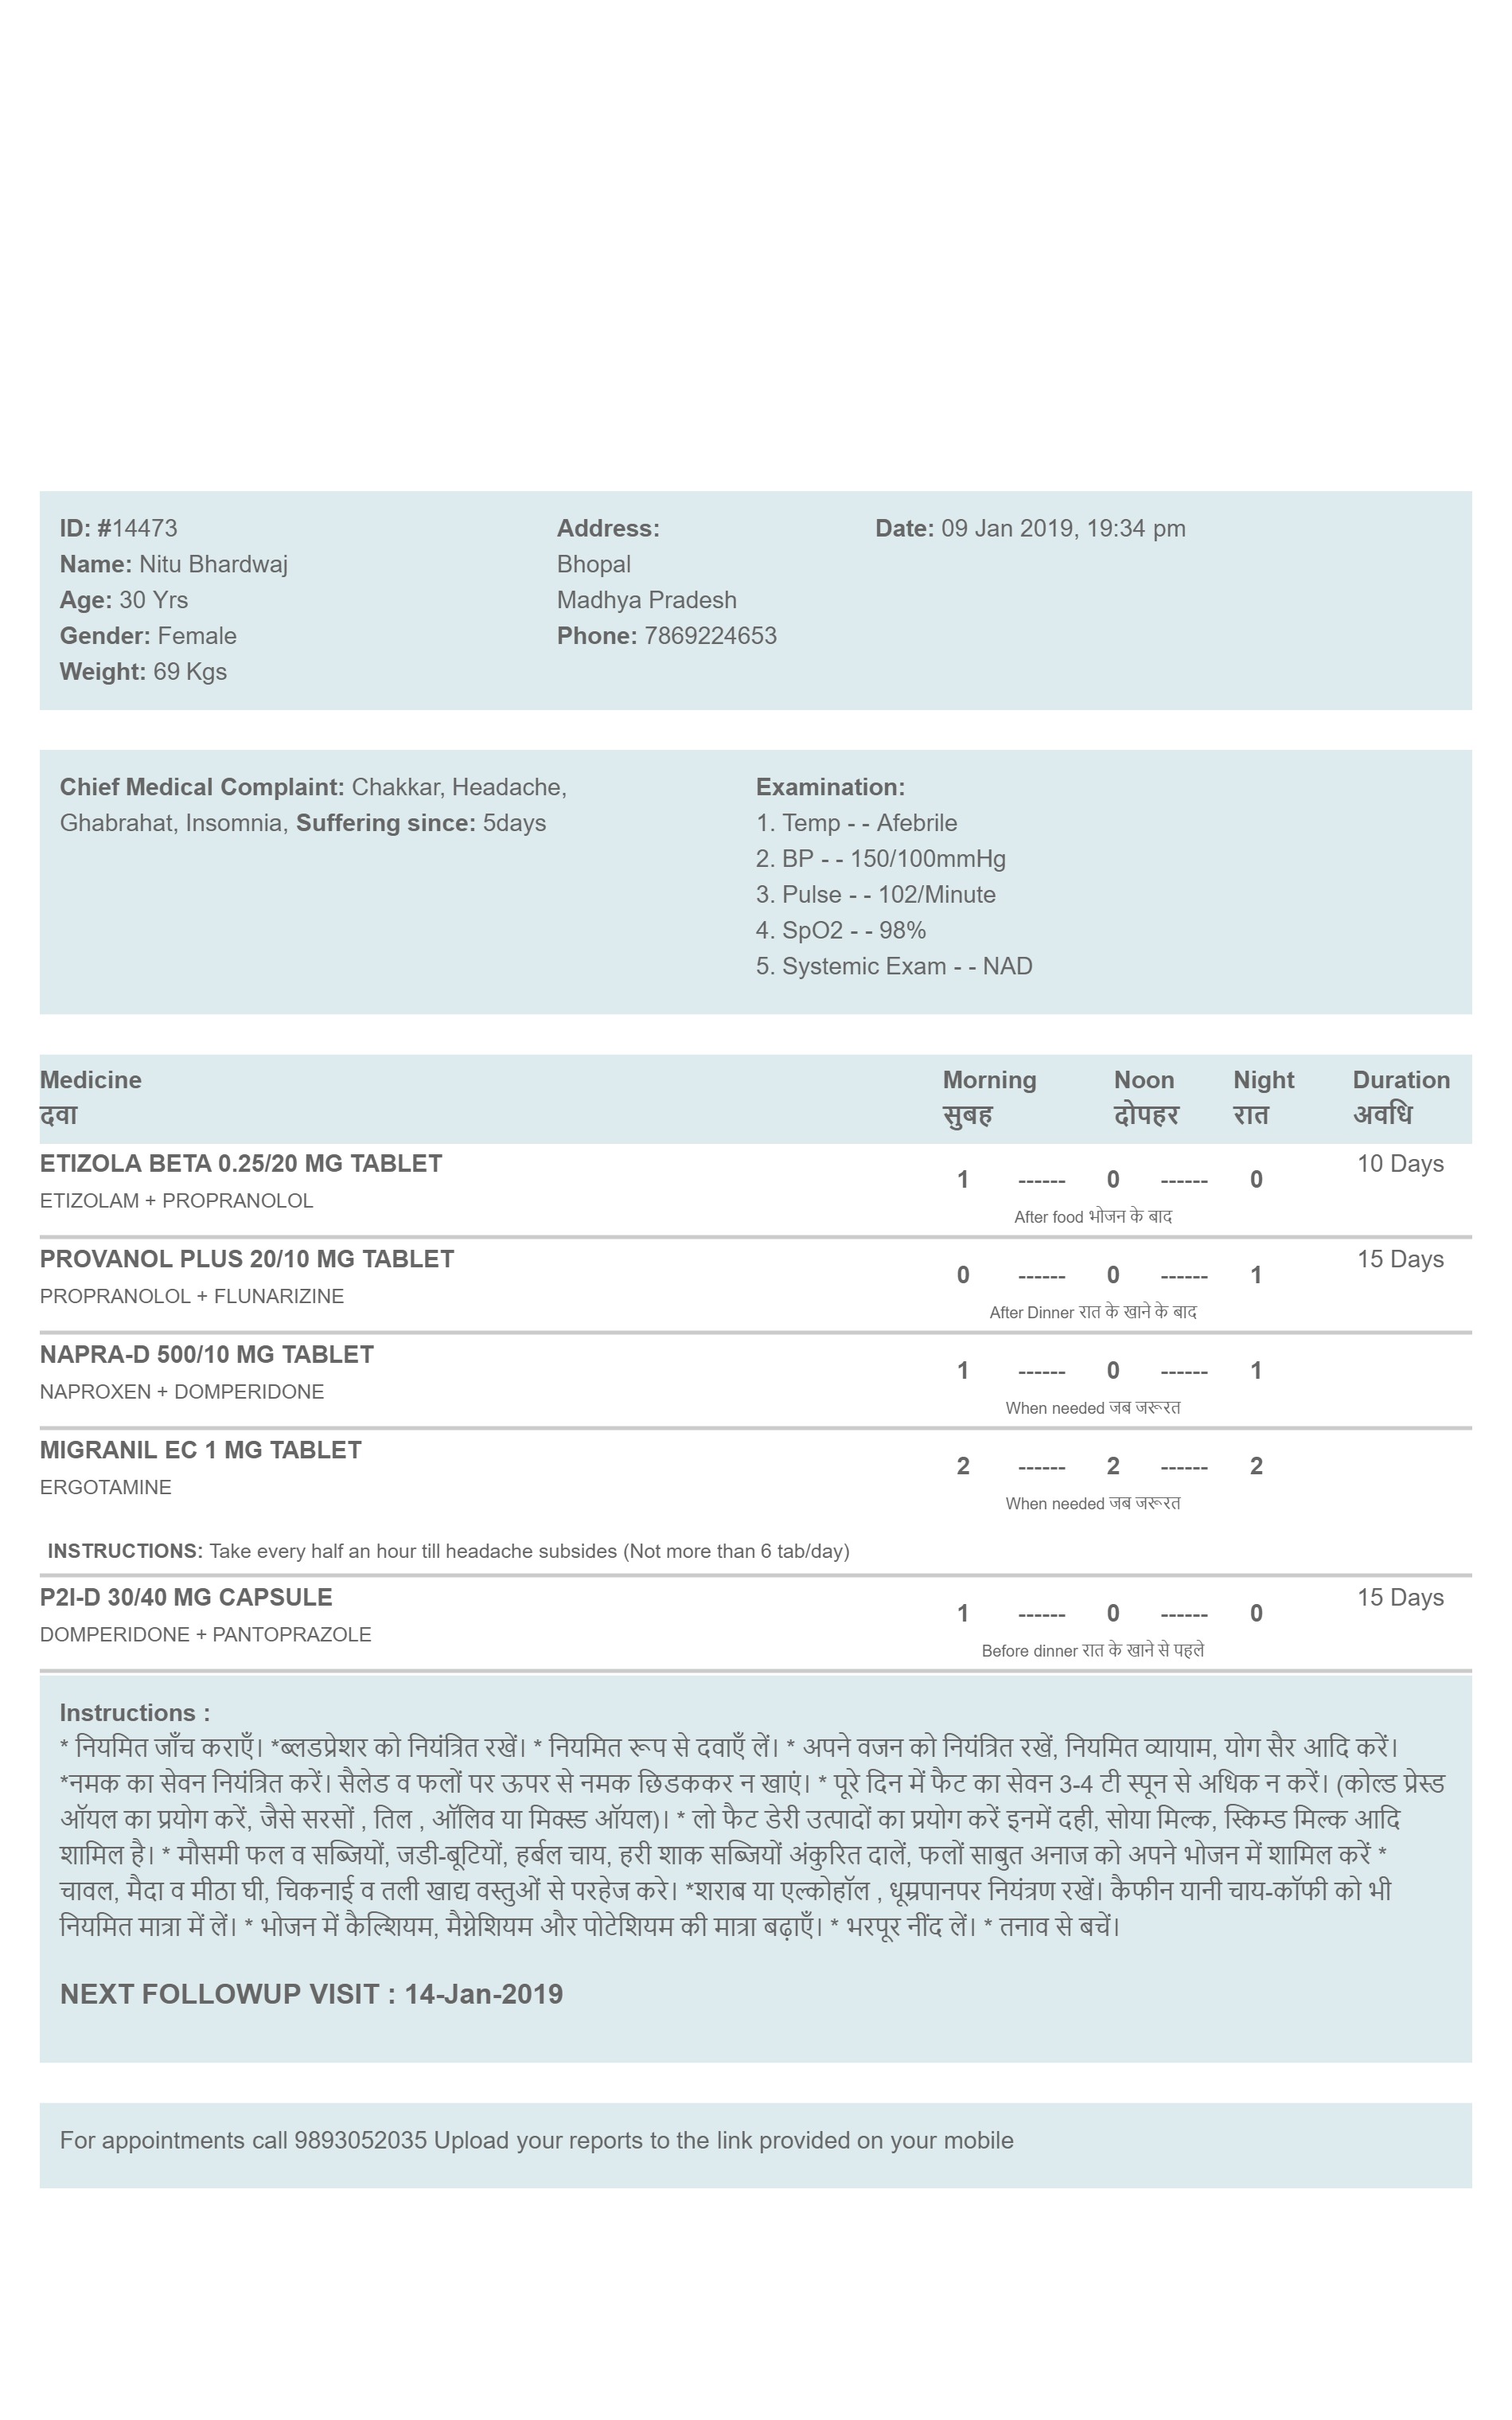 ID: #14473 Address: Date: 09 Jan 2019, 19:34 pm
Name: Nitu Bhardwaj Bhopal
Age: 30 Yrs Madhya Pradesh
Gender: Female Phone: 7869224653
Weight: 69 Kgs
Chief Medical Complaint: Chakkar, Headache,
Ghabrahat, Insomnia, Suffering since: 5days
Examination:
1. Temp - - Afebrile
2. BP - - 150/100mmHg
3. Pulse - - 102/Minute
4. SpO2 - - 98%
5. Systemic Exam - - NAD
Medicine Morning Noon Night Duration
दवा सुबह दोपहर रात अवधि
ETIZOLA BETA 0.25/20 MG TABLET 1 ------ 0 ------ 0 10 Days
ETIZOLAM + PROPRANOLOL
After food भोजन के बाद
PROVANOL PLUS 20/10 MG TABLET 0 ------ 0 ------ 1 15 Days
PROPRANOLOL + FLUNARIZINE
After Dinner रात के खाने के बाद
NAPRA-D 500/10 MG TABLET 1 ------ 0 ------ 1
NAPROXEN + DOMPERIDONE
When needed जब जरूरत
MIGRANIL EC 1 MG TABLET 2 ------ 2 ------ 2
ERGOTAMINE
When needed जब जरूरत
INSTRUCTIONS: Take every half an hour till headache subsides (Not more than 6 tab/day)
P2I-D 30/40 MG CAPSULE 1 ------ 0 ------ 0 15 Days
DOMPERIDONE + PANTOPRAZOLE
Before dinner रात के खाने से पहले
Instructions :
* नियमित जाँच कराएँ। *ब्लडप्रेशर को नियंत्रित रखें। * नियमित रूप से दवाएँ लें। * अपने वजन को नियंत्रित रखें, नियमित व्यायाम, योग सैर आदि करें।
*नमक का सेवन नियंत्रित करें। सैलेड व फलों पर ऊपर से नमक छिडककर न खाएं। * पूरे दिन में फैट का सेवन 3-4 टी स्पून से अधिक न करें। (कोल्ड प्रेस्ड
ऑयल का प्रयोग करें, जैसे सरसों , तिल , ऑलिव या मिक्स्ड ऑयल)। * लो फैट डेरी उत्पादों का प्रयोग करें इनमें दही, सोया मिल्क, स्किम्ड मिल्क आदि
शामिल है। * मौसमी फल व सब्जियों, जडी-बूटियों, हर्बल चाय, हरी शाक सब्जियों अंकुरित दालें, फलों साबुत अनाज को अपने भोजन में शामिल करें *
चावल, मैदा व मीठा घी, चिकनाई व तली खाद्य वस्तुओं से परहेज करे। *शराब या एल्कोहॉल , धूम्रपानपर नियंत्रण रखें। कैफीन यानी चाय-कॉफी को भी
नियमित मात्रा में लें। * भोजन में कैल्शियम, मैग्नेशियम और पोटेशियम की मात्रा बढ़ाएँ। * भरपूर नींद लें। * तनाव से बचें।
NEXT FOLLOWUP VISIT : 14-Jan-2019
For appointments call 9893052035 Upload your reports to the link provided on your mobile